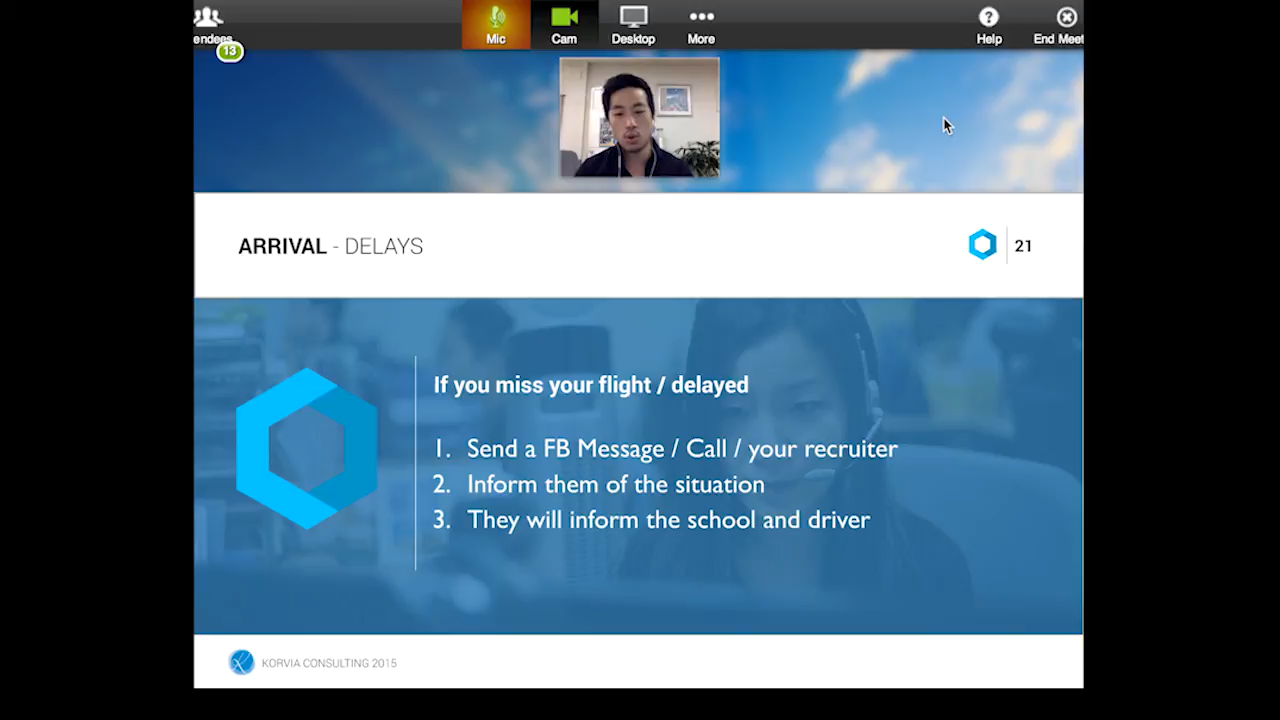 endees
13
Mic
Cam
Desktop
More
Help
End Meet
ARRIVAL - DELAYS
21
If you miss your flight / delayed
1. Send a FB Message / Call / your recruiter
2. Inform them of the situation
3. They will inform the school and driver
KORVIA CONSULTING 2015